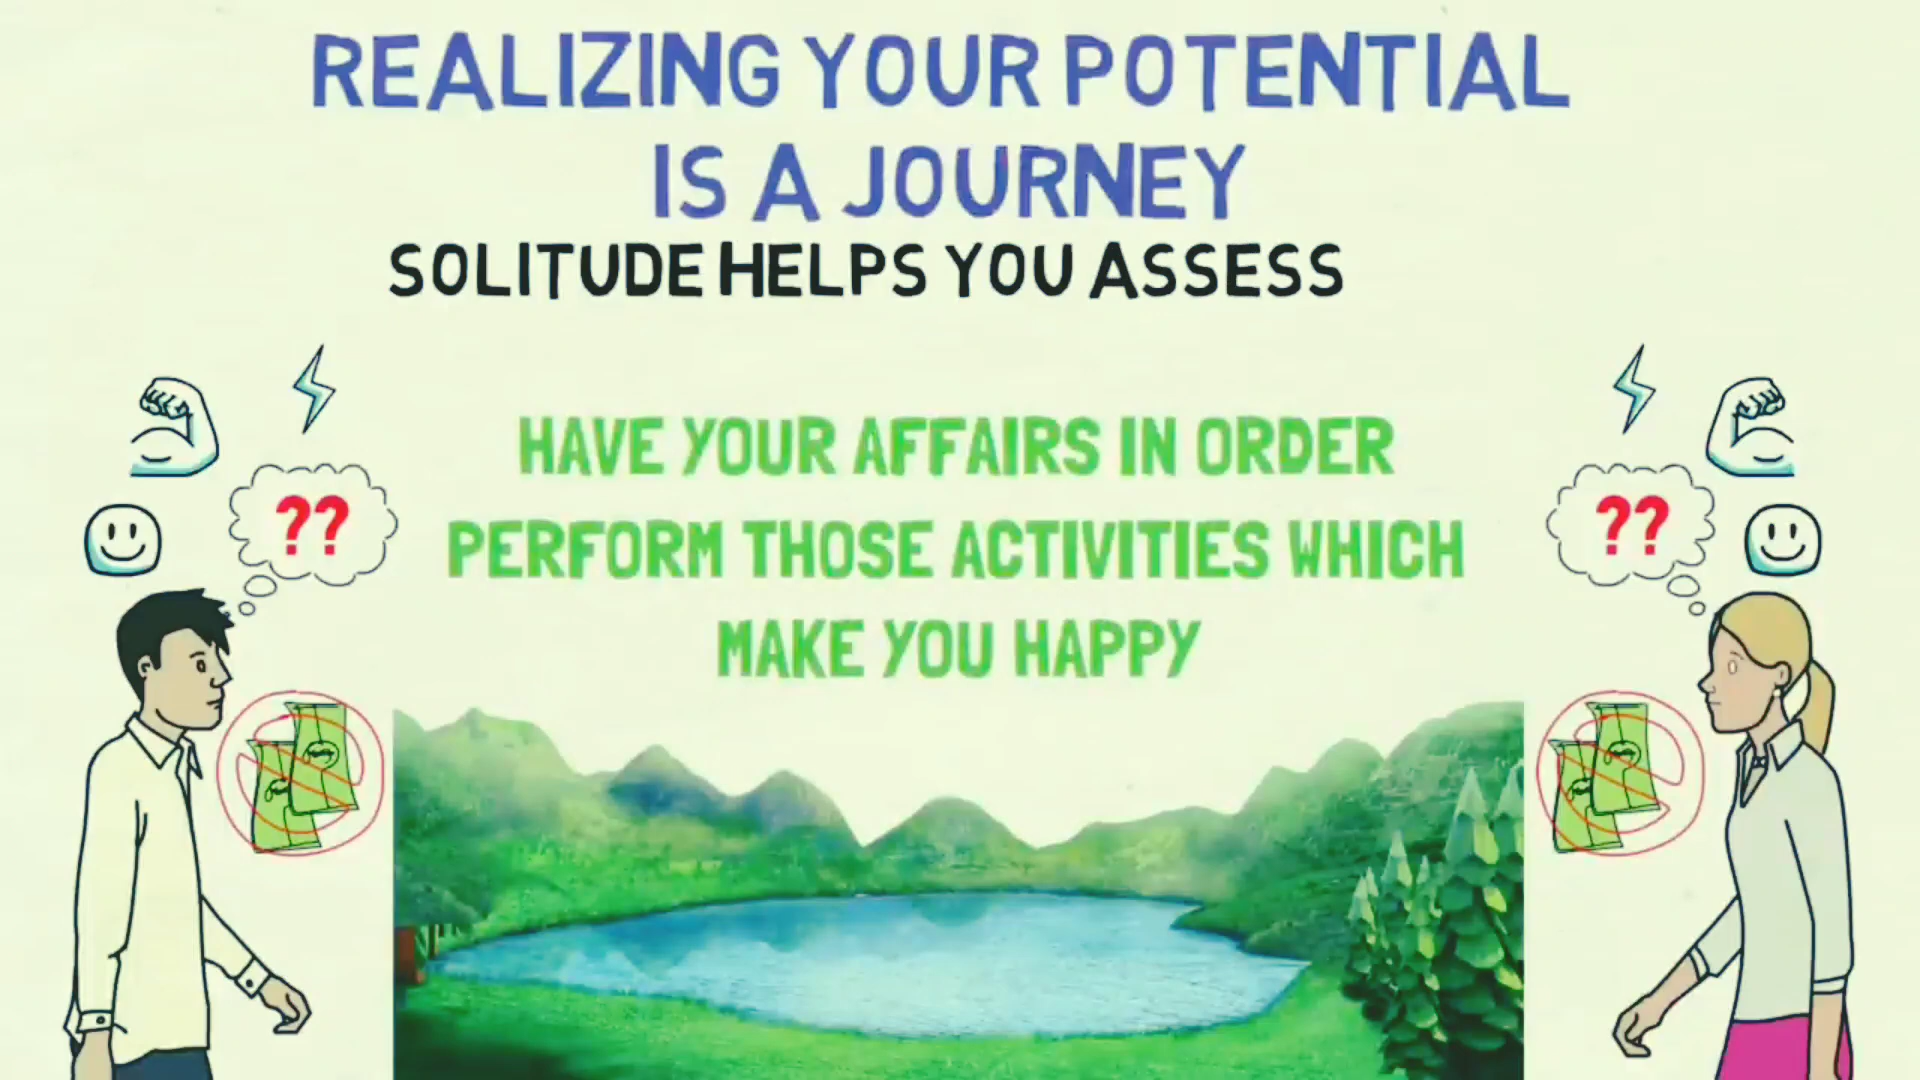 REALIZING YOUR POTENTIAL
IS A JOURNEY
SOLITUDE HELPS YOU ASSESS
HAVE YOUR AFFAIRS IN ORDER
??
??
PERFORM THOSE ACTIVITIES WHICH
MAKE YOU HAPPY